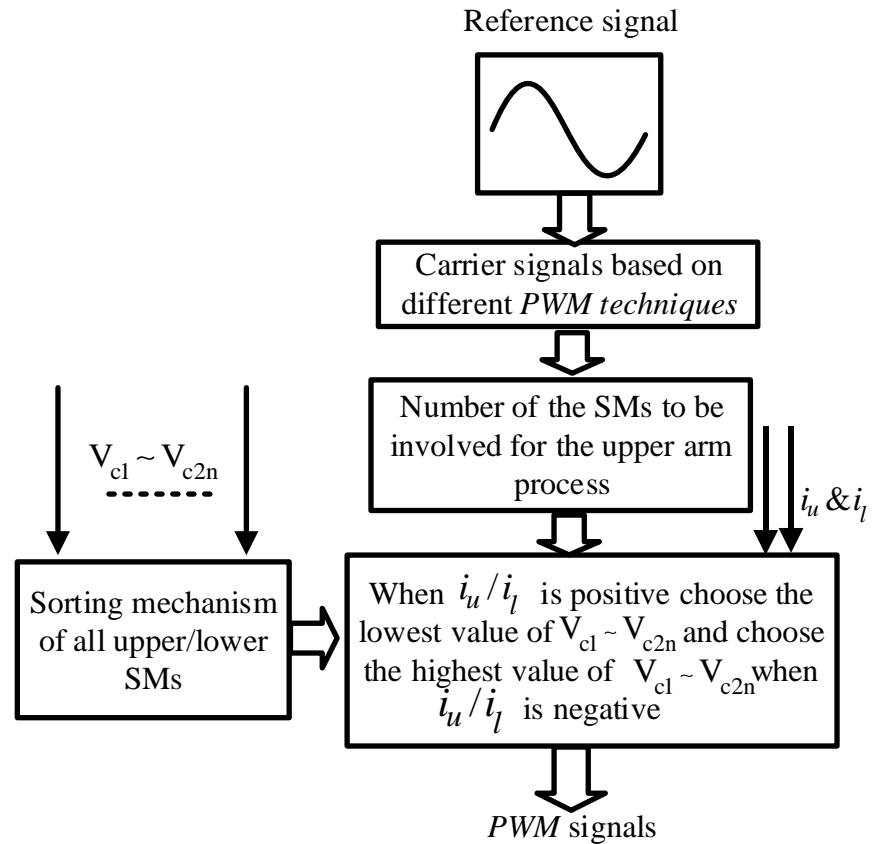 Reference signal
Carrier signals based on
different PWM techniques
Number of the SMs to be
involved for the upper arm
process
V_c1 ~ V_c2n
i_u & i_l
Sorting mechanism
of all upper/lower
SMs
When i_u/i_l is positive choose the
lowest value of V_c1 ~ V_c2n and choose
the highest value of V_c1 ~ V_c2n when
i_u/i_l is negative
PWM signals